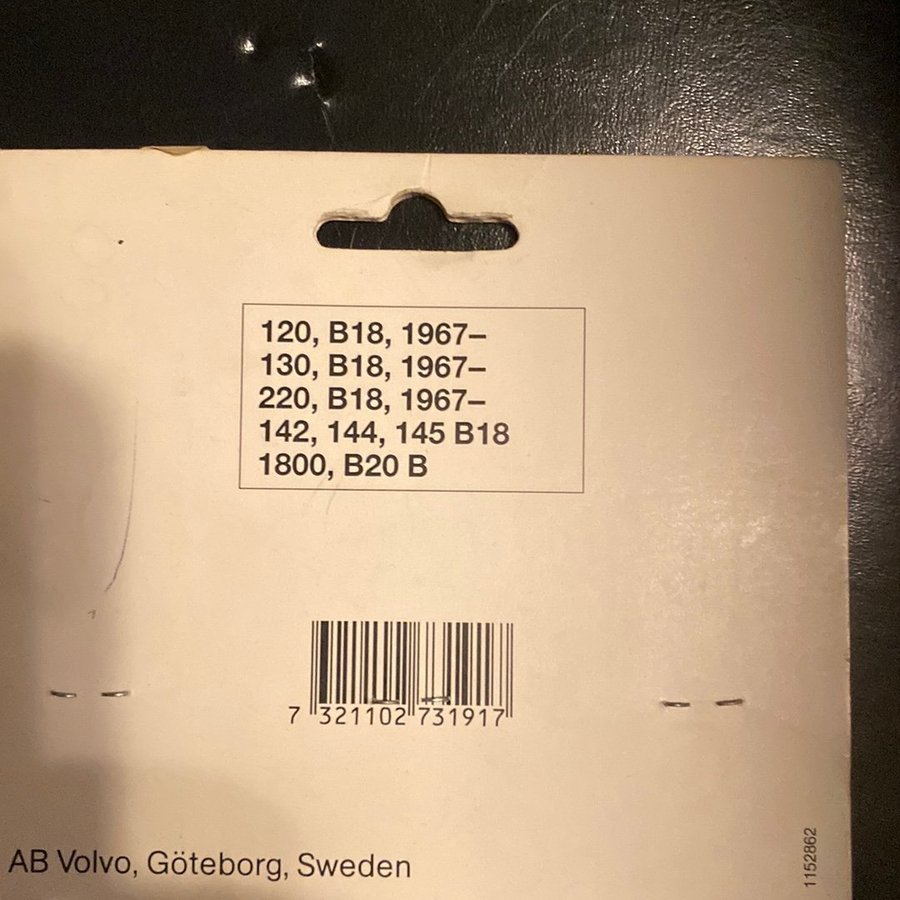 120, B18, 1967–
130, B18, 1967–
220, B18, 1967–
142, 144, 145 B18
1800, B20 B
7 321102 731917
AB Volvo, Göteborg, Sweden
1152862